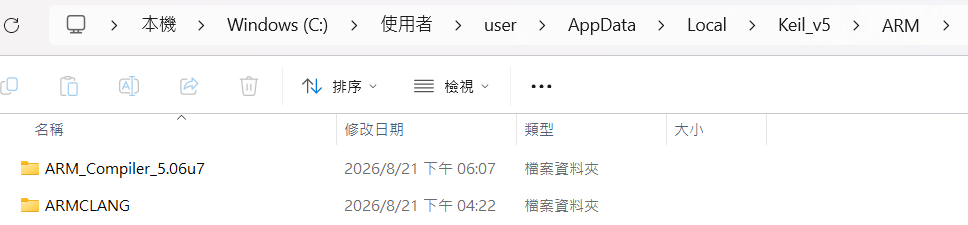 本機 > Windows (C:) > 使用者 > user > AppData > Local > Keil_v5 > ARM >
排序 檢視 ...
名稱 修改日期 類型 大小
ARM_Compiler_5.06u7 2026/8/21 下午 06:07 檔案資料夾
ARMCLANG 2026/8/21 下午 04:22 檔案資料夾